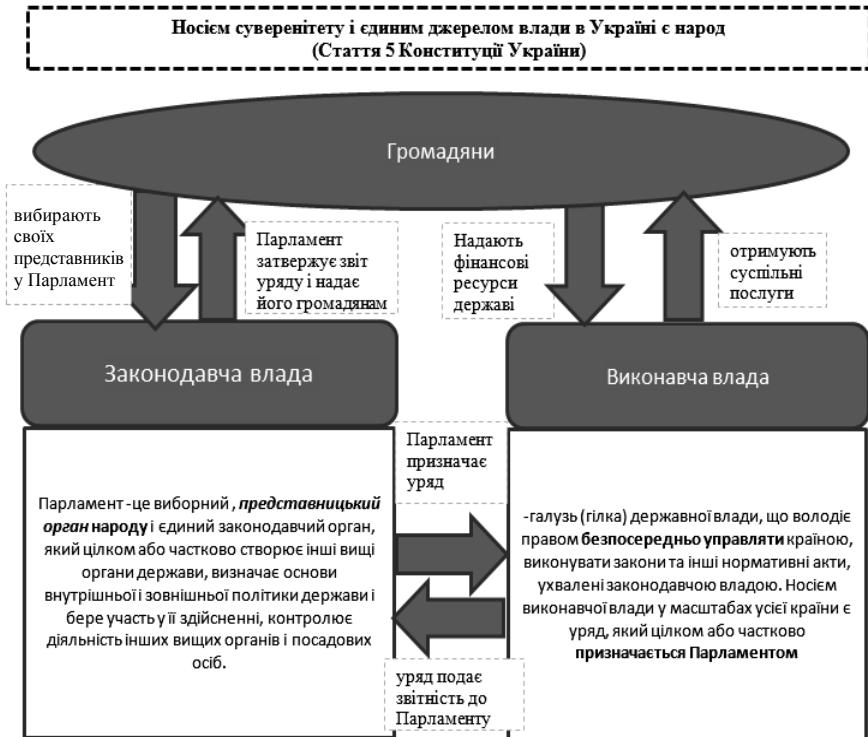 Носієм суверенітету і єдиним джерелом влади в Україні є народ
(Стаття 5 Конституції України)
Громадяни
вибирають
своїх
представників
у Парламент
Парламент
затвержує звіт
уряду і надає
його громадянам
Надають
фінансові
ресурси
державі
отримують
суспільні
послуги
Законодавча влада
Виконавча влада
Парламент
призначає
уряд
Парламент -це виборний , представницький
орган народу і єдиний законодавчий орган,
який цілком або частково створює інші вищі
органи держави, визначає основи
внутрішньої і зовнішньої політики держави і
бере участь у її здійсненні, контролює
діяльність інших вищих органів і посадових
осіб.
-галузь (гілка) державної влади, що володіє
правом безпосередньо управляти країною,
виконувати закони та інші нормативні акти,
ухвалені законодавчою владою. Носієм
виконавчої влади у масштабах усієї країни є
уряд, який цілком або частково
призначається Парламентом
уряд подає
звітність до
Парламенту